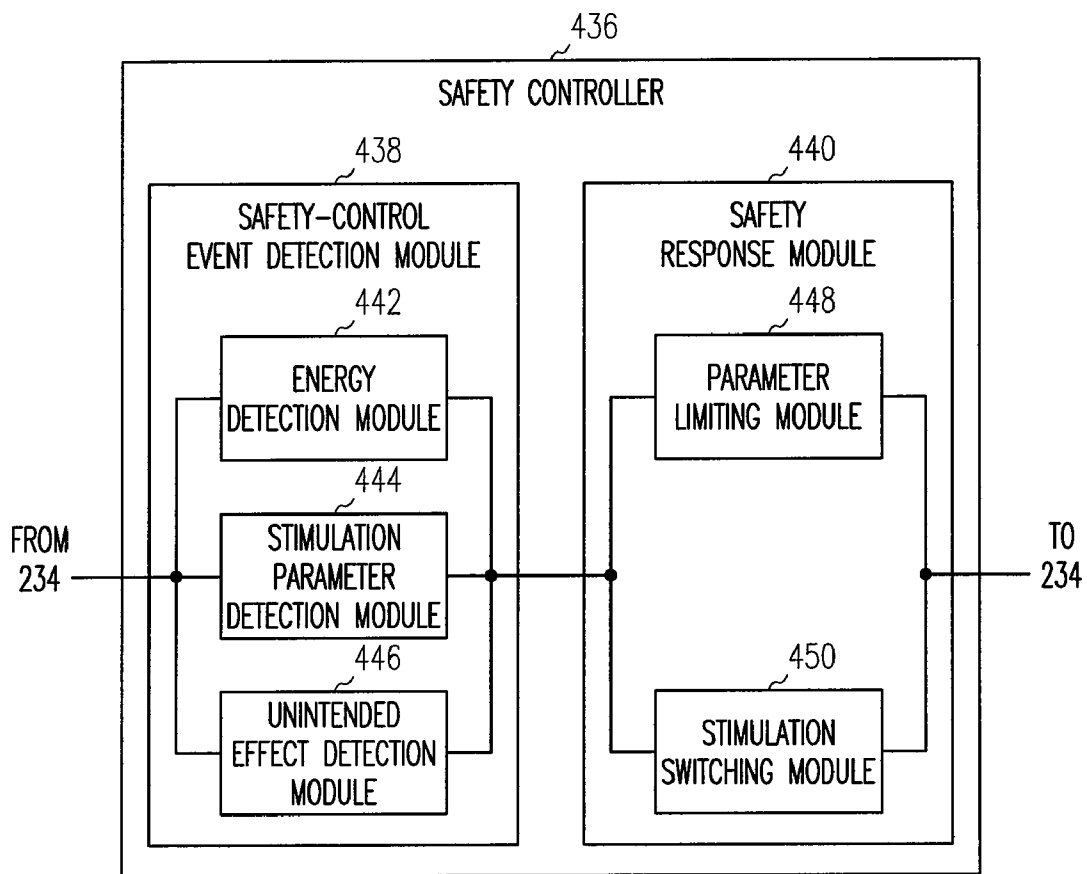 436
SAFETY CONTROLLER
438
SAFETY-CONTROL
EVENT DETECTION MODULE
442
ENERGY
DETECTION MODULE
444
STIMULATION
PARAMETER
DETECTION MODULE
446
UNINTENDED
EFFECT DETECTION
MODULE
440
SAFETY
RESPONSE MODULE
448
PARAMETER
LIMITING MODULE
450
STIMULATION
SWITCHING MODULE
FROM
234
TO
234